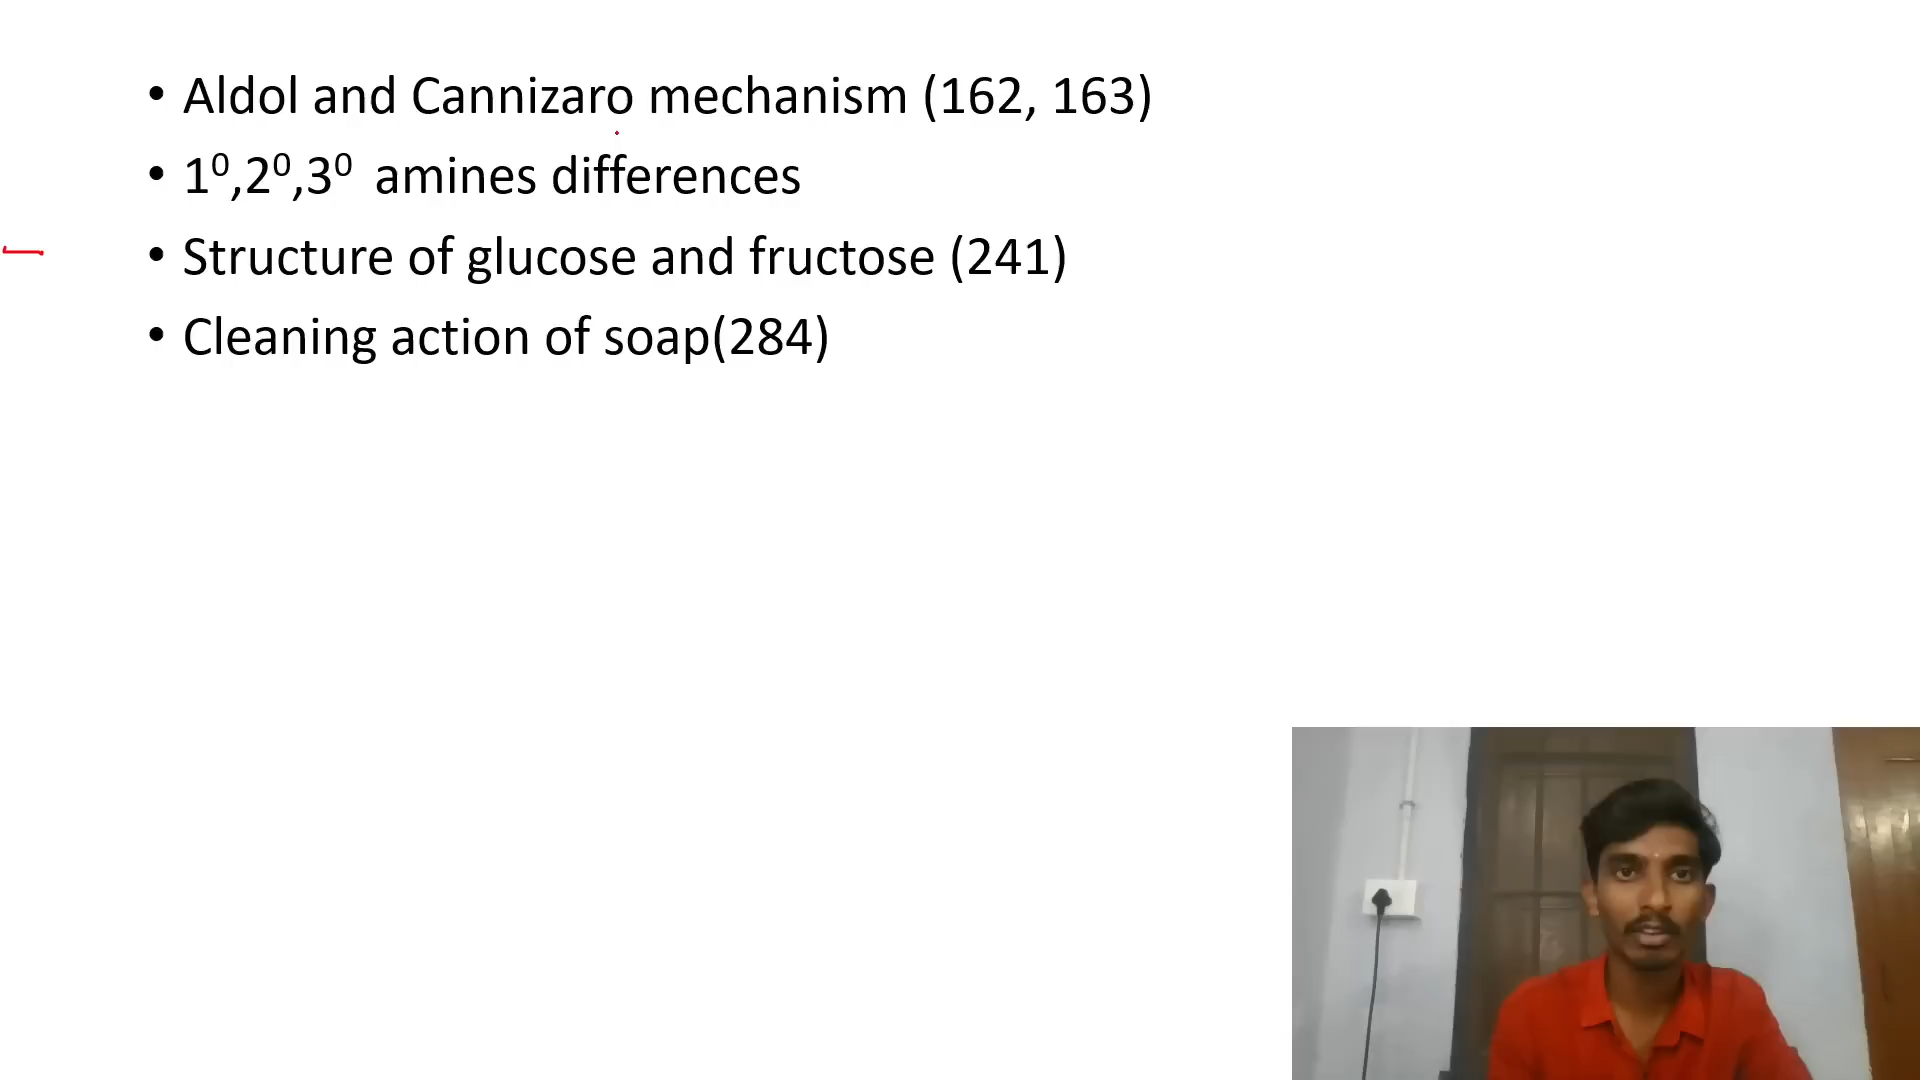 • Aldol and Cannizaro mechanism (162, 163)
• 1⁰,2⁰,3⁰ amines differences
• Structure of glucose and fructose (241)
• Cleaning action of soap(284)